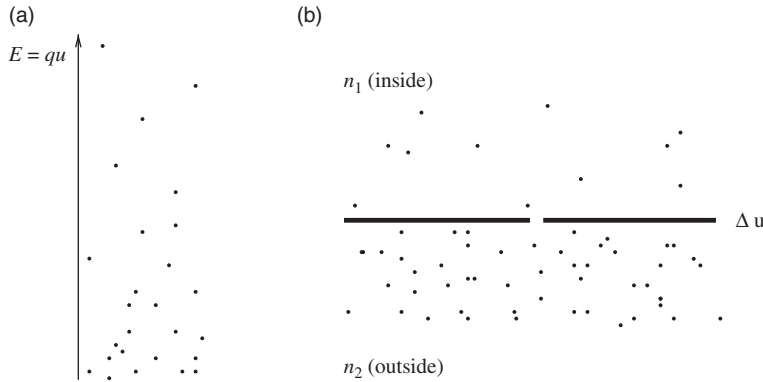 (a)
E = qu
(b)
n₁ (inside)
Δ u
n₂ (outside)